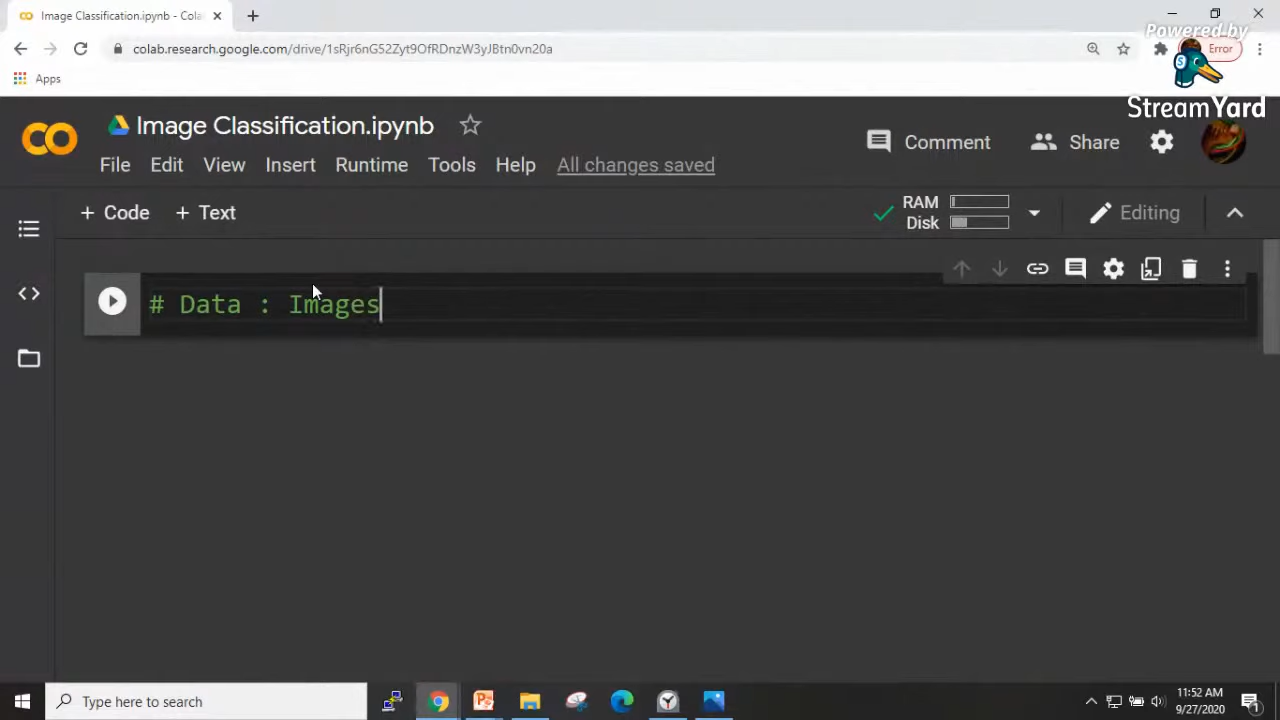 Image Classification.ipynb - Cola
Powered by
colab.research.google.com/drive/1sRjr6nG52Zyt9OfRDnzW3yJBtn0vn20a
Error
Apps
StreamYard
Image Classification.ipynb
Comment
Share
File Edit View Insert Runtime Tools Help All changes saved
+ Code + Text
RAM
Disk
Editing
# Data : Images
Type here to search
11:52 AM
9/27/2020
1